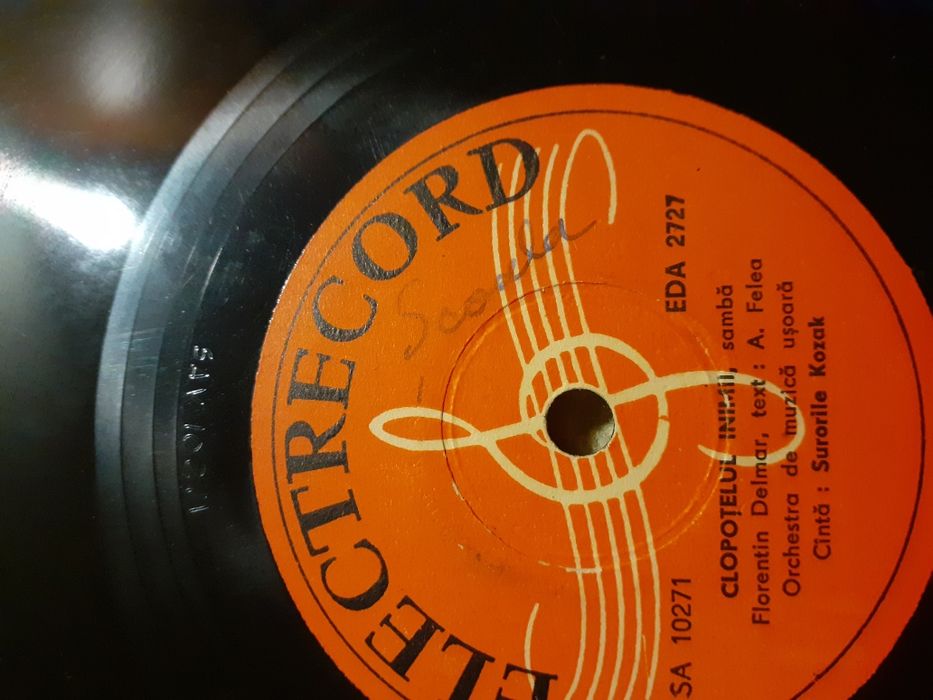 ELECTRECORD
SA 10271 EDA 2727
CLOPOȚELUL INIMII, sambă
Florentin Delmar, text : A. Felea
Orchestra de muzică ușoară
Cîntă : Surorile Kozak